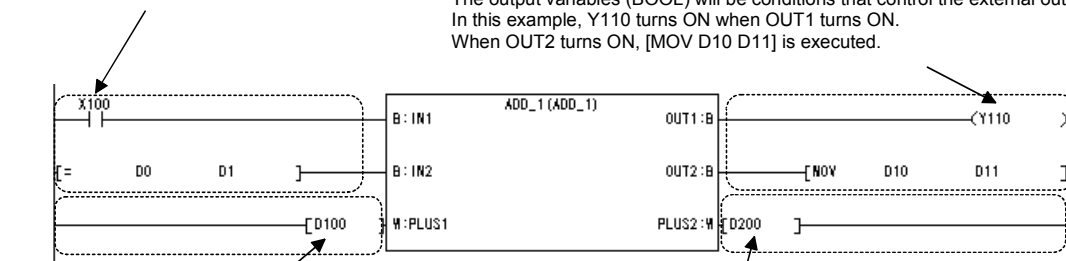 The output variables (BOOL) will be conditions that control the external out
In this example, Y110 turns ON when OUT1 turns ON.
When OUT2 turns ON, [MOV D10 D11] is executed.
X100 ADD_1(ADD_1)
B:IN1 OUT1:B (Y110 )
[= D0 D1 ] B:IN2 OUT2:B [MOV D10 D11 ]
[D100 ] W:PLUS1 PLUS2:W [D200 ]